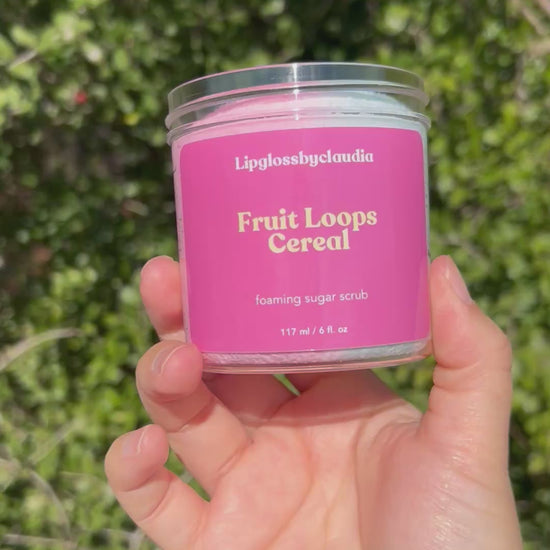 Lipglossbyclaudia
Fruit Loops
Cereal
foaming sugar scrub
117 ml / 6 fl. oz